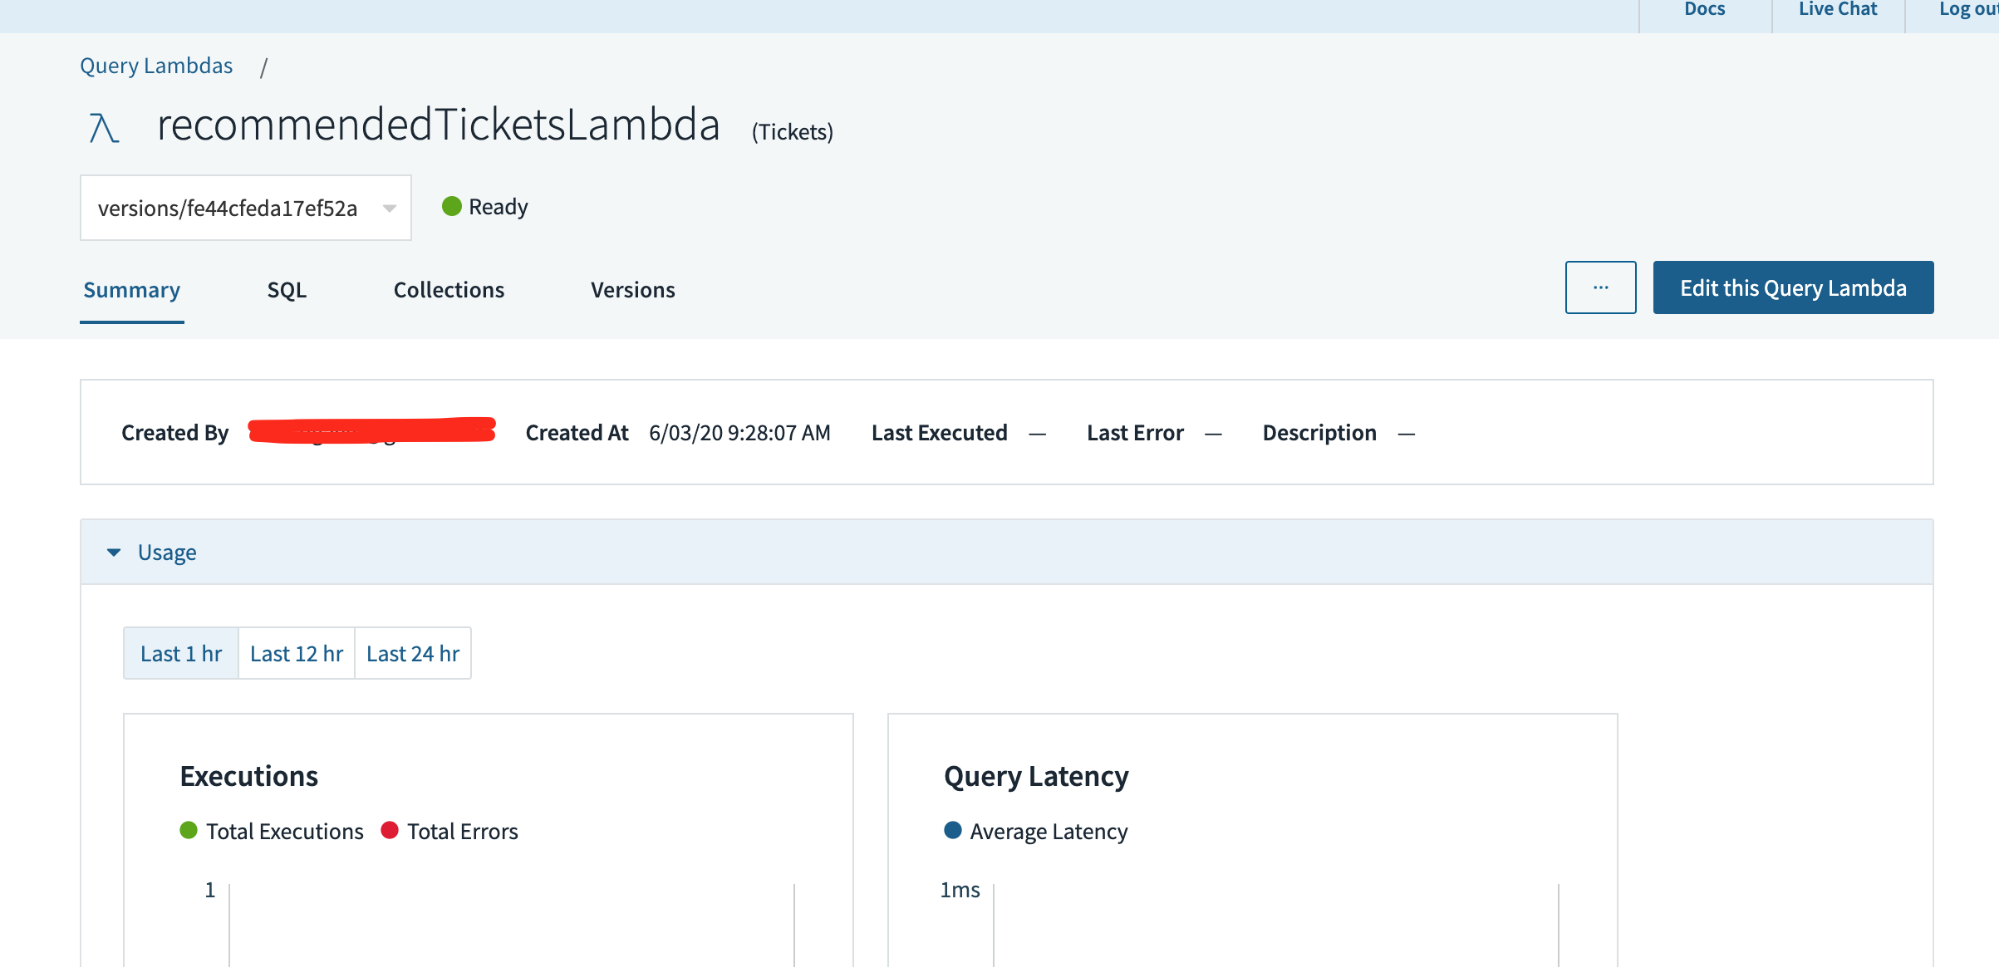 Docs Live Chat Log out
Query Lambdas /
recommendedTicketsLambda (Tickets)
versions/fe44cfeda17ef52a Ready
Summary SQL Collections Versions ... Edit this Query Lambda
Created By Created At 6/03/20 9:28:07 AM Last Executed — Last Error — Description —
Usage
Last 1 hr Last 12 hr Last 24 hr
Executions Query Latency
Total Executions Total Errors Average Latency
1 1ms